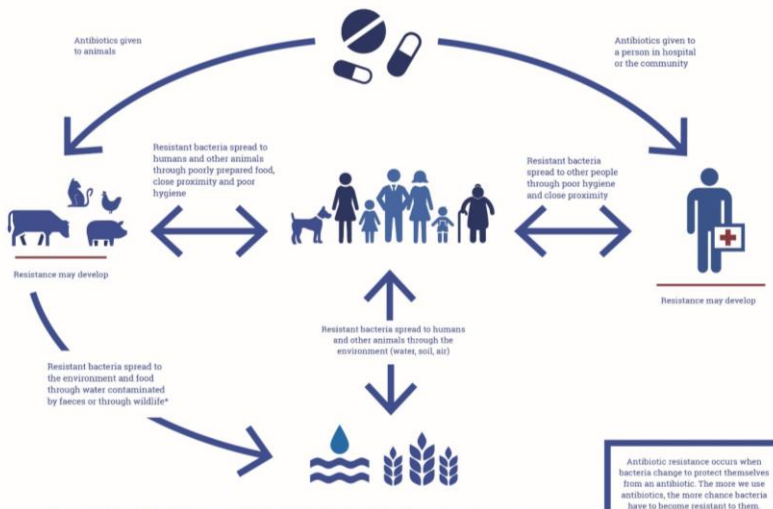 Antibiotics given
to animals
Antibiotics given to
a person in hospital
or the community
Resistant bacteria spread to
humans and other animals
through poorly prepared food,
close proximity and poor
hygiene
Resistant bacteria
spread to other people
through poor hygiene
and close proximity
Resistance may develop
Resistance may develop
Resistant bacteria spread to humans
and other animals through the
environment (water, soil, air)
Resistant bacteria spread to
the environment and food
through water contaminated
by faeces or through wildlife*
Antibiotic resistance occurs when
bacteria change to protect themselves
from an antibiotic. The more we use
antibiotics, the more chance bacteria
have to become resistant to them.